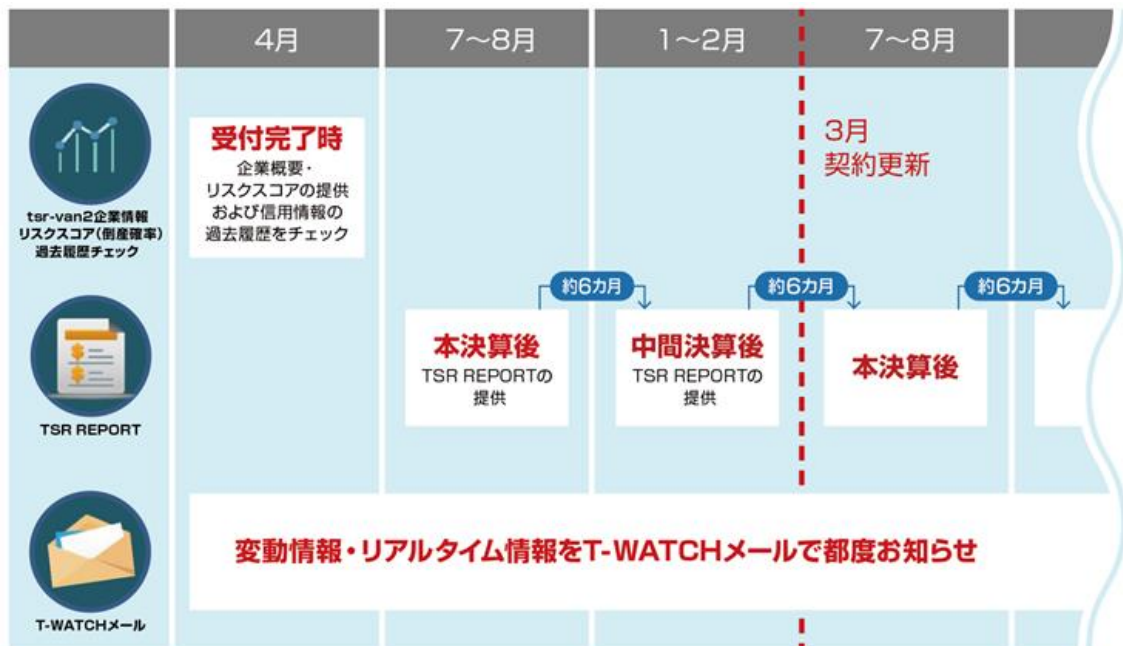 4月
7〜8月
1〜2月
7〜8月
tsr-van2企業情報
リスクスコア(倒産確率)
過去履歴チェック
受付完了時
企業概要・
リスクスコアの提供
および信用情報の
過去履歴をチェック
3月
契約更新
TSR REPORT
約6カ月
約6カ月
約6カ月
本決算後
TSR REPORTの
提供
中間決算後
TSR REPORTの
提供
本決算後
T-WATCHメール
変動情報・リアルタイム情報をT-WATCHメールで都度お知らせ